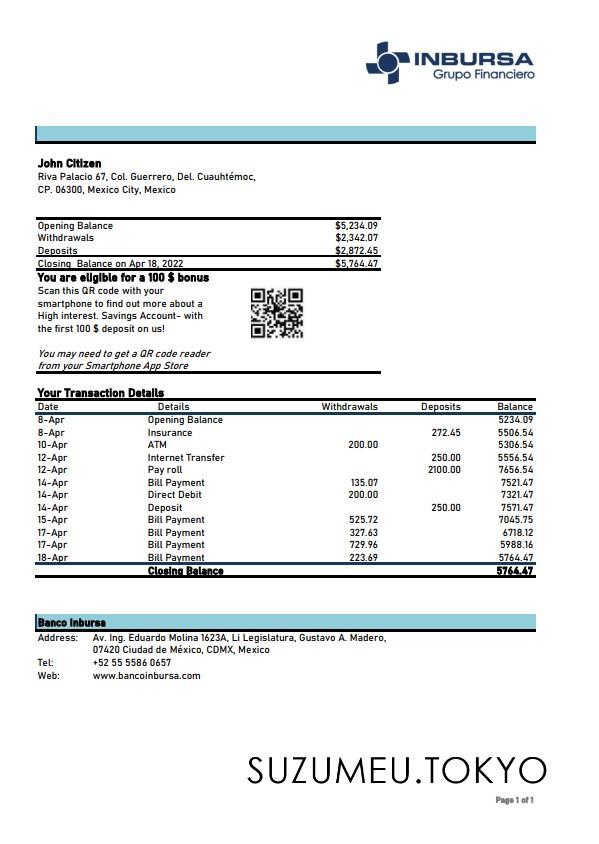 INBURSA
Grupo Financiero
John Citizen
Riva Palacio 67, Col. Guerrero, Del. Cuauhtémoc,
CP. 06300, Mexico City, Mexico
Opening Balance $5,234.09
Withdrawals $2,342.07
Deposits $2,872.45
Closing Balance on Apr 18, 2022 $5,764.47
You are eligible for a 100 $ bonus
Scan this QR code with your
smartphone to find out more about a
High interest. Savings Account- with
the first 100 $ deposit on us!
You may need to get a QR code reader
from your Smartphone App Store
Your Transaction Details
Date Details Withdrawals Deposits Balance
8-Apr Opening Balance 5234.09
8-Apr Insurance 272.45 5506.54
10-Apr ATM 200.00 5306.54
12-Apr Internet Transfer 250.00 5556.54
12-Apr Pay roll 2100.00 7656.54
14-Apr Bill Payment 135.07 7521.47
14-Apr Direct Debit 200.00 7321.47
14-Apr Deposit 250.00 7571.47
15-Apr Bill Payment 525.72 7045.75
17-Apr Bill Payment 327.63 6718.12
17-Apr Bill Payment 729.96 5988.16
18-Apr Bill Payment 223.69 5764.47
Closing Balance 5764.47
Banco Inbursa
Address: Av. Ing. Eduardo Molina 1623A, Li Legislatura, Gustavo A. Madero,
07420 Ciudad de México, CDMX, Mexico
Tel: +52 55 5586 0657
Web: www.bancoinbursa.com
SUZUMEU.TOKYO
Page 1 of 1